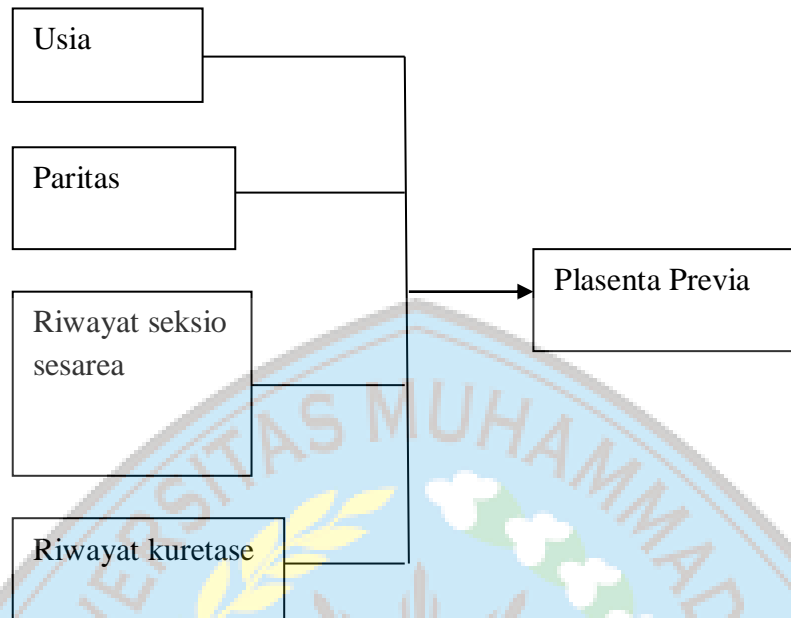 Usia
Paritas
Riwayat seksio
sesarea
Plasenta Previa
Riwayat kuretase